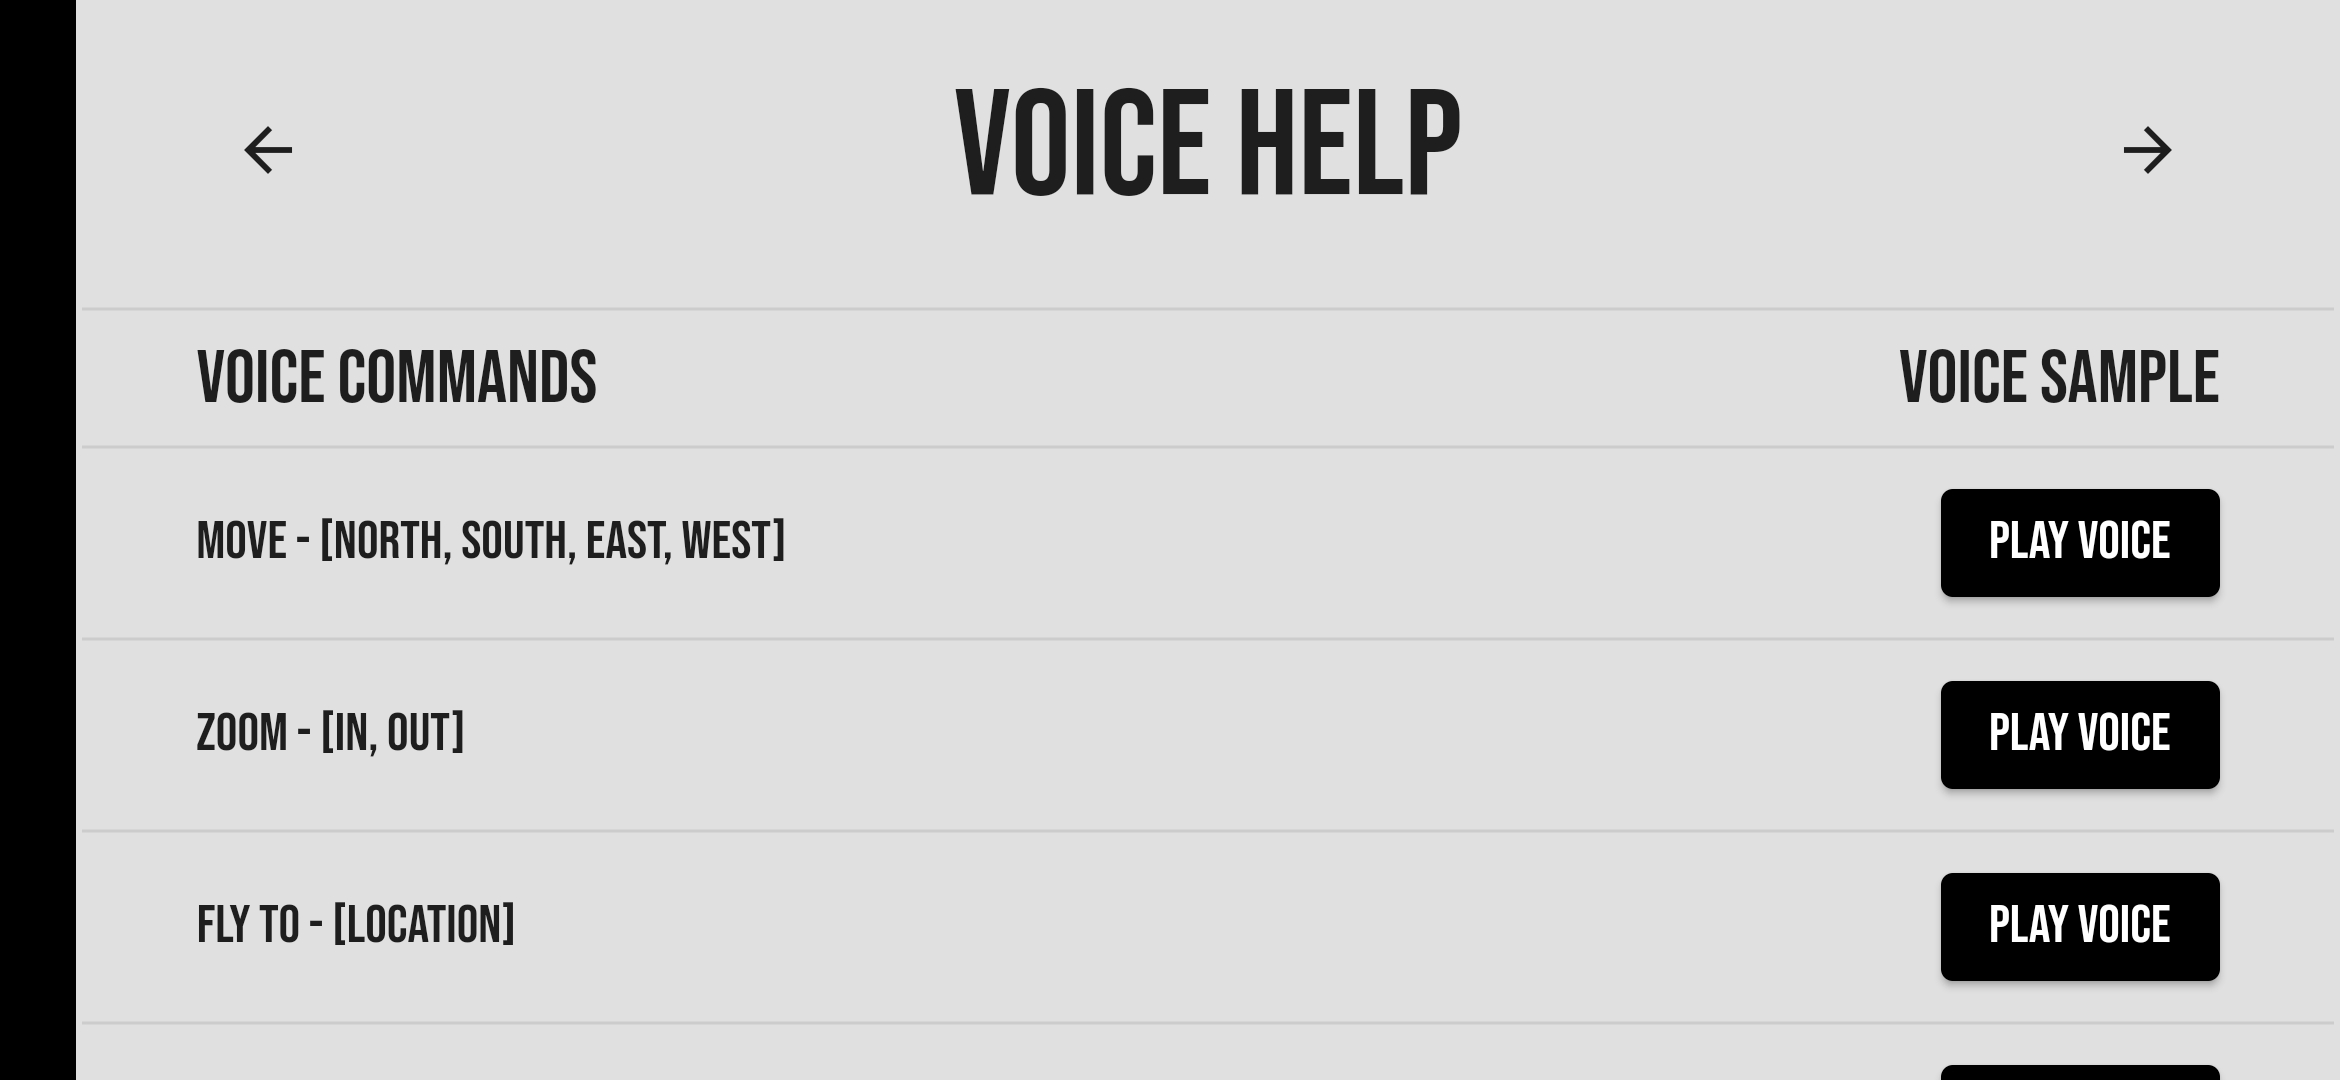 VOICE HELP
VOICE COMMANDS VOICE SAMPLE
MOVE - [NORTH, SOUTH, EAST, WEST] PLAY VOICE
ZOOM - [IN, OUT] PLAY VOICE
FLY TO - [LOCATION] PLAY VOICE